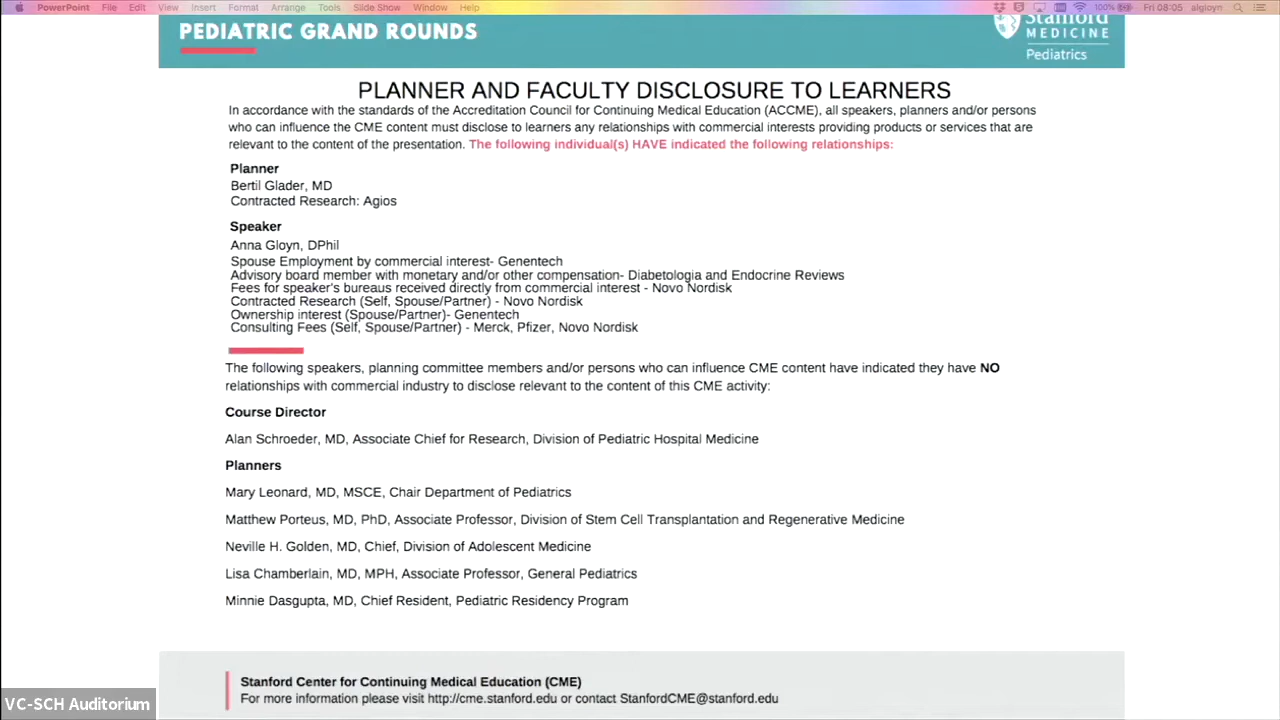 PowerPoint File Edit View Insert Format Arrange Tools Slide Show Window Help 100% Fri 08:05 algloyn
PEDIATRIC GRAND ROUNDS
Stanford
MEDICINE
Pediatrics
PLANNER AND FACULTY DISCLOSURE TO LEARNERS
In accordance with the standards of the Accreditation Council for Continuing Medical Education (ACCME), all speakers, planners and/or persons
who can influence the CME content must disclose to learners any relationships with commercial interests providing products or services that are
relevant to the content of the presentation. The following individual(s) HAVE indicated the following relationships:
Planner
Bertil Glader, MD
Contracted Research: Agios
Speaker
Anna Gloyn, DPhil
Spouse Employment by commercial interest- Genentech
Advisory board member with monetary and/or other compensation- Diabetologia and Endocrine Reviews
Fees for speaker's bureaus received directly from commercial interest - Novo Nordisk
Contracted Research (Self, Spouse/Partner) - Novo Nordisk
Ownership interest (Spouse/Partner)- Genentech
Consulting Fees (Self, Spouse/Partner) - Merck, Pfizer, Novo Nordisk
The following speakers, planning committee members and/or persons who can influence CME content have indicated they have NO
relationships with commercial industry to disclose relevant to the content of this CME activity:
Course Director
Alan Schroeder, MD, Associate Chief for Research, Division of Pediatric Hospital Medicine
Planners
Mary Leonard, MD, MSCE, Chair Department of Pediatrics
Matthew Porteus, MD, PhD, Associate Professor, Division of Stem Cell Transplantation and Regenerative Medicine
Neville H. Golden, MD, Chief, Division of Adolescent Medicine
Lisa Chamberlain, MD, MPH, Associate Professor, General Pediatrics
Minnie Dasgupta, MD, Chief Resident, Pediatric Residency Program
Stanford Center for Continuing Medical Education (CME)
For more information please visit http://cme.stanford.edu or contact StanfordCME@stanford.edu
VC-SCH Auditorium